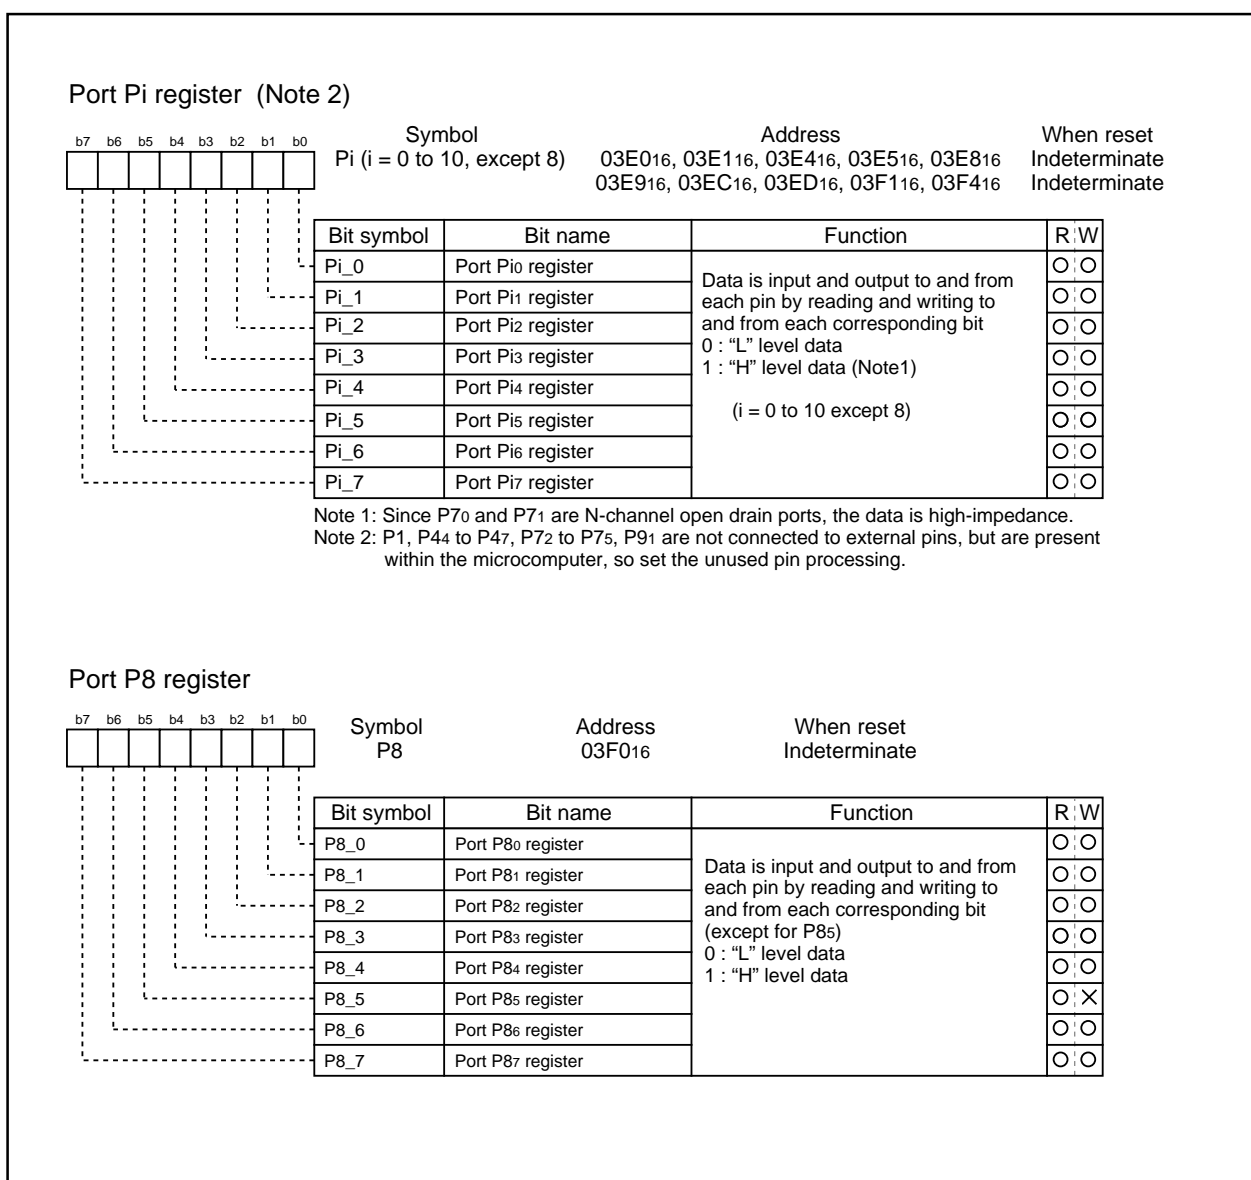 Port Pi register (Note 2)
b7 b6 b5 b4 b3 b2 b1 b0
Symbol Address When reset
Pi (i = 0 to 10, except 8) 03E016, 03E116, 03E416, 03E516, 03E816 Indeterminate
03E916, 03EC16, 03ED16, 03F116, 03F416 Indeterminate
Bit symbol Bit name Function R W
Pi_0 Port Pi0 register
Pi_1 Port Pi1 register
Pi_2 Port Pi2 register
Pi_3 Port Pi3 register
Pi_4 Port Pi4 register
Pi_5 Port Pi5 register
Pi_6 Port Pi6 register
Pi_7 Port Pi7 register
Data is input and output to and from
each pin by reading and writing to
and from each corresponding bit
0 : “L” level data
1 : “H” level data (Note1)
(i = 0 to 10 except 8)
Note 1: Since P70 and P71 are N-channel open drain ports, the data is high-impedance.
Note 2: P1, P44 to P47, P72 to P75, P91 are not connected to external pins, but are present
within the microcomputer, so set the unused pin processing.
Port P8 register
b7 b6 b5 b4 b3 b2 b1 b0
Symbol Address When reset
P8 03F016 Indeterminate
Bit symbol Bit name Function R W
P8_0 Port P80 register
P8_1 Port P81 register
P8_2 Port P82 register
P8_3 Port P83 register
P8_4 Port P84 register
P8_5 Port P85 register
P8_6 Port P86 register
P8_7 Port P87 register
Data is input and output to and from
each pin by reading and writing to
and from each corresponding bit
(except for P85)
0 : “L” level data
1 : “H” level data